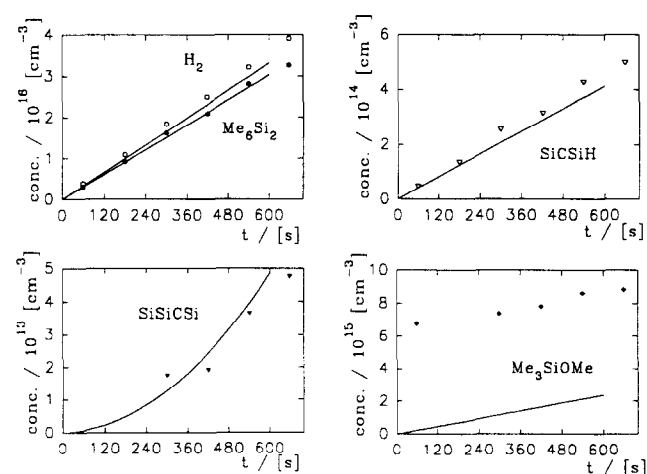 conc. / 10^16 [cm^-3]
4
3
2
1
0
H2
Me6Si2
0 120 240 360 480 600
t / [s]
conc. / 10^14 [cm^-3]
6
4
2
0
SiCSiH
0 120 240 360 480 600
t / [s]
conc. / 10^13 [cm^-3]
5
4
3
2
1
0
SiSiCSi
0 120 240 360 480 600
t / [s]
conc. / 10^15 [cm^-3]
10
8
6
4
2
0
Me3SiOMe
0 120 240 360 480 600
t / [s]